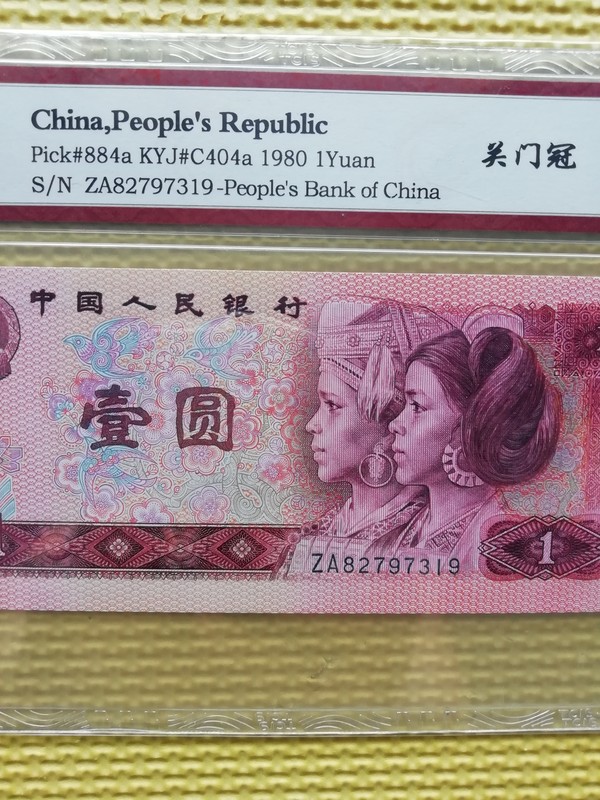 China,People's Republic
Pick#884a KYJ#C404a 1980 1Yuan
关门冠
S/N ZA82797319-People's Bank of China
中国人民银行
壹圆
ZA82797319
1